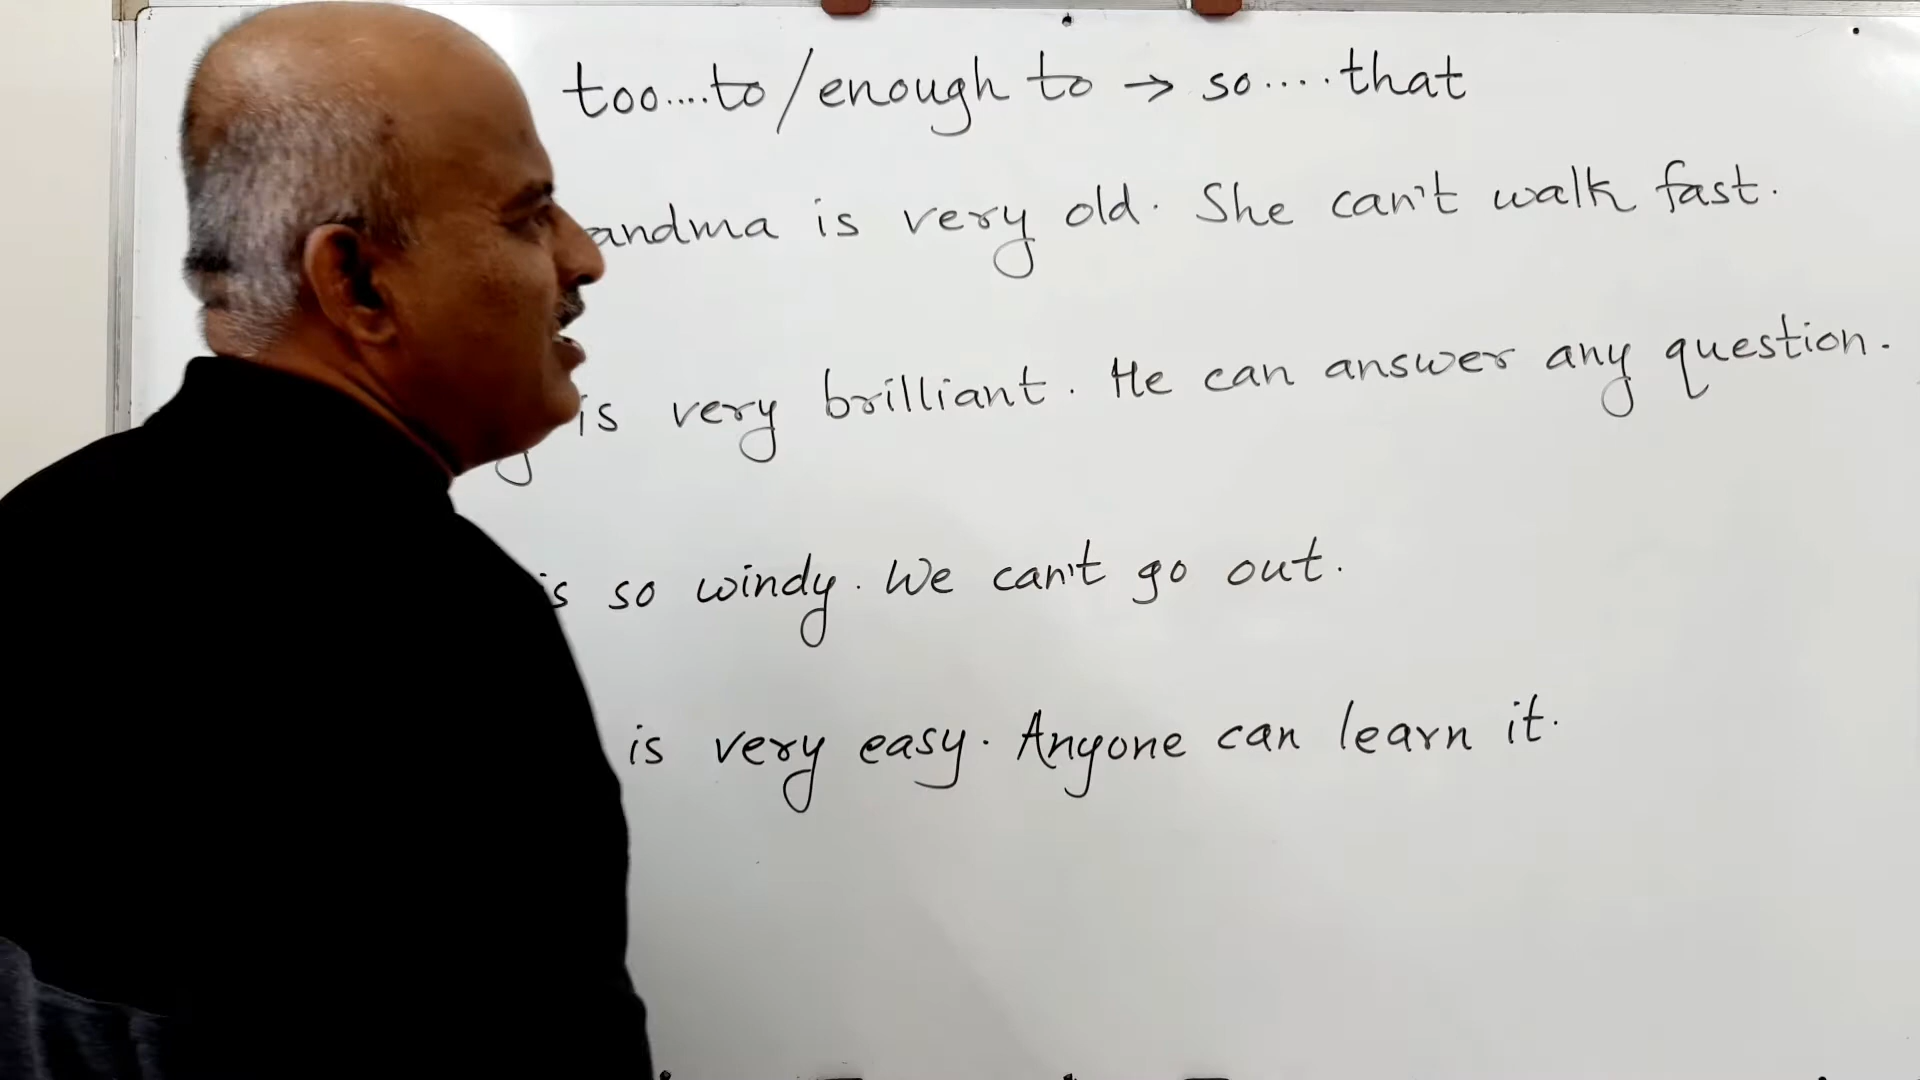 too....to/enough to → so....that
andma is very old. She can't walk fast.
is very brilliant. He can answer any question.
is so windy. We can't go out.
is very easy. Anyone can learn it.